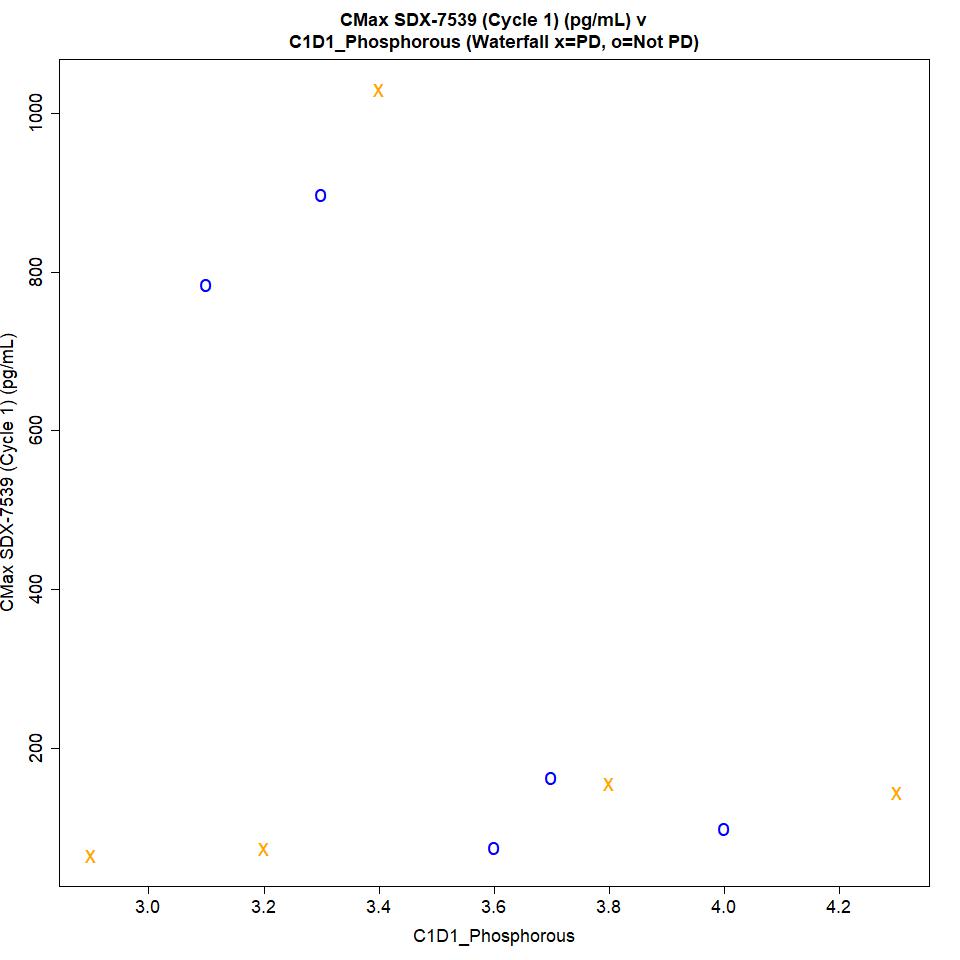 CMax SDX-7539 (Cycle 1) (pg/mL) v
C1D1_Phosphorous (Waterfall x=PD, o=Not PD)
CMax SDX-7539 (Cycle 1) (pg/mL)
1000
800
600
400
200
X
O
O
O
X
X
X
O
O
X
3.0 3.2 3.4 3.6 3.8 4.0 4.2
C1D1_Phosphorous